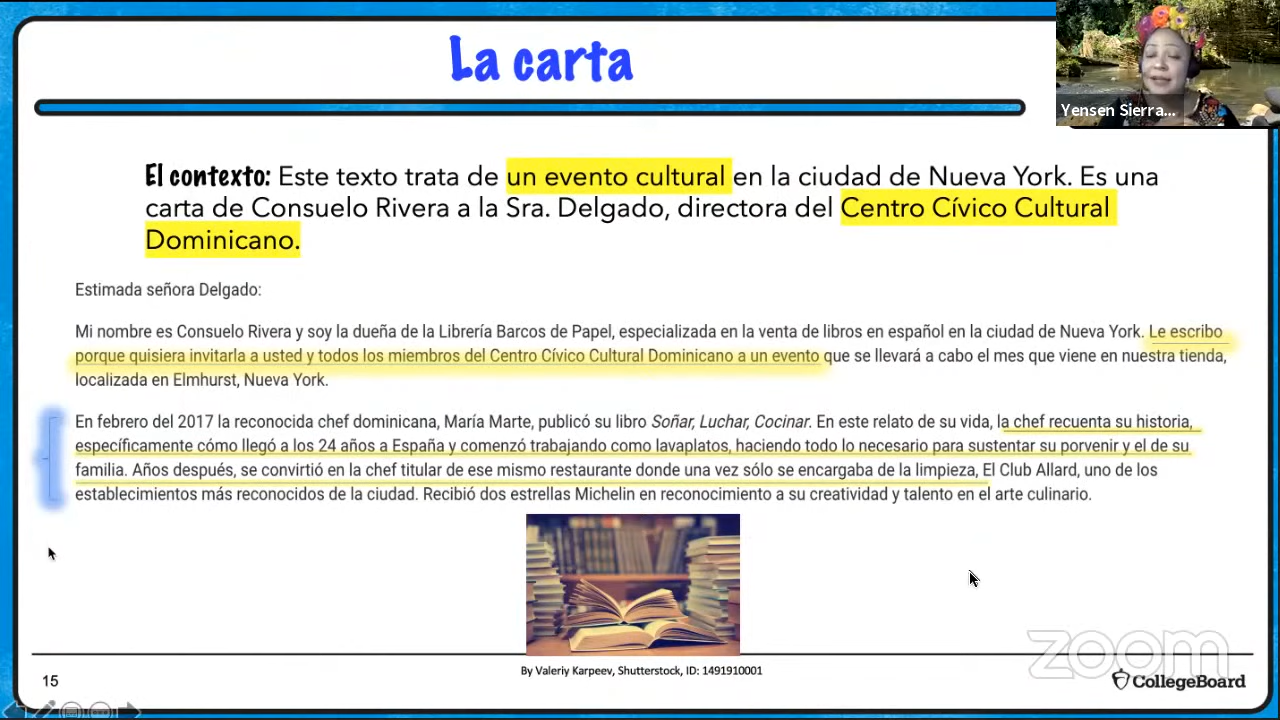 La carta
Yensen Sierra...
El contexto: Este texto trata de un evento cultural en la ciudad de Nueva York. Es una
carta de Consuelo Rivera a la Sra. Delgado, directora del Centro Cívico Cultural
Dominicano.
Estimada señora Delgado:
Mi nombre es Consuelo Rivera y soy la dueña de la Librería Barcos de Papel, especializada en la venta de libros en español en la ciudad de Nueva York. Le escribo
porque quisiera invitarla a usted y todos los miembros del Centro Cívico Cultural Dominicano a un evento que se llevará a cabo el mes que viene en nuestra tienda,
localizada en Elmhurst, Nueva York.
En febrero del 2017 la reconocida chef dominicana, María Marte, publicó su libro Soñar, Luchar, Cocinar. En este relato de su vida, la chef recuenta su historia,
específicamente cómo llegó a los 24 años a España y comenzó trabajando como lavaplatos, haciendo todo lo necesario para sustentar su porvenir y el de su
familia. Años después, se convirtió en la chef titular de ese mismo restaurante donde una vez sólo se encargaba de la limpieza, El Club Allard, uno de los
establecimientos más reconocidos de la ciudad. Recibió dos estrellas Michelin en reconocimiento a su creatividad y talento en el arte culinario.
zoom
By Valeriy Karpeev, Shutterstock, ID: 1491910001
15
CollegeBoard